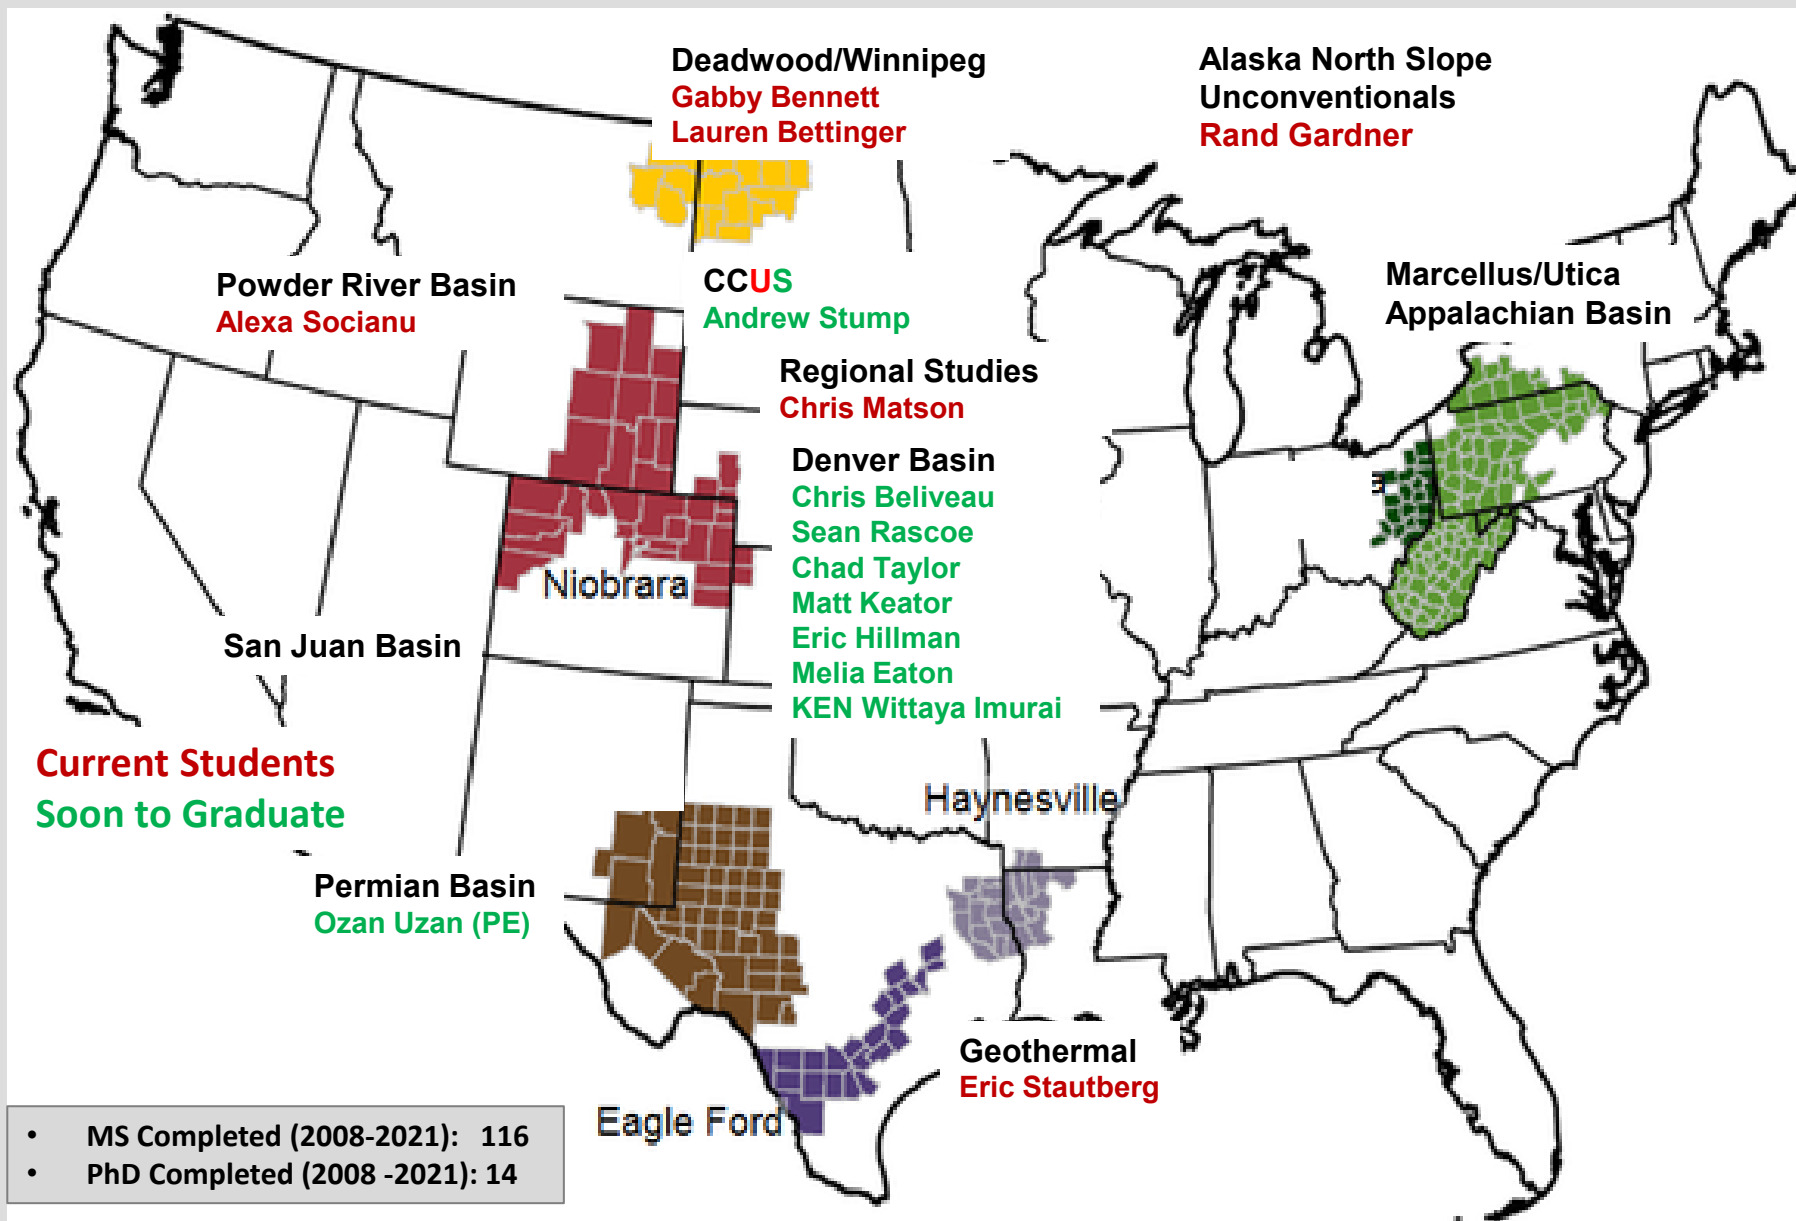 Deadwood/Winnipeg
Gabby Bennett
Lauren Bettinger
Alaska North Slope
Unconventionals
Rand Gardner
Powder River Basin
Alexa Socianu
CCUS
Andrew Stump
Marcellus/Utica
Appalachian Basin
Regional Studies
Chris Matson
Denver Basin
Chris Beliveau
Sean Rascoe
Chad Taylor
Matt Keator
Eric Hillman
Melia Eaton
KEN Wittaya Imurai
Niobrara
San Juan Basin
Current Students
Soon to Graduate
Haynesville
Permian Basin
Ozan Uzan (PE)
Geothermal
Eric Stautberg
Eagle Ford
• MS Completed (2008-2021): 116
• PhD Completed (2008 -2021): 14